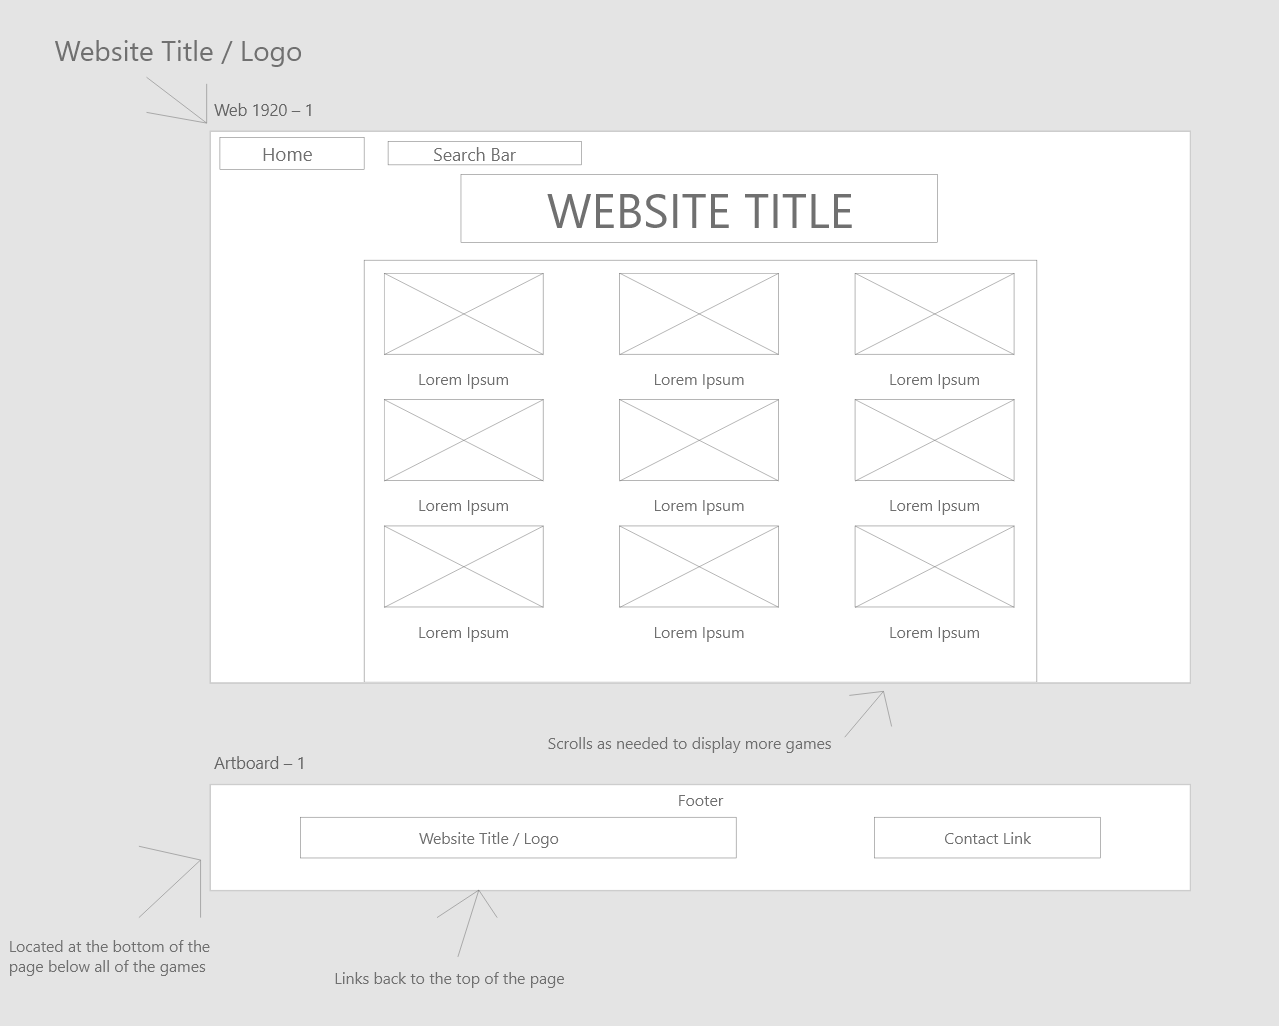 Website Title / Logo
Web 1920 – 1
Home
Search Bar
WEBSITE TITLE
Lorem Ipsum
Lorem Ipsum
Lorem Ipsum
Lorem Ipsum
Lorem Ipsum
Lorem Ipsum
Lorem Ipsum
Lorem Ipsum
Lorem Ipsum
Scrolls as needed to display more games
Artboard – 1
Footer
Website Title / Logo
Contact Link
Located at the bottom of the
page below all of the games
Links back to the top of the page